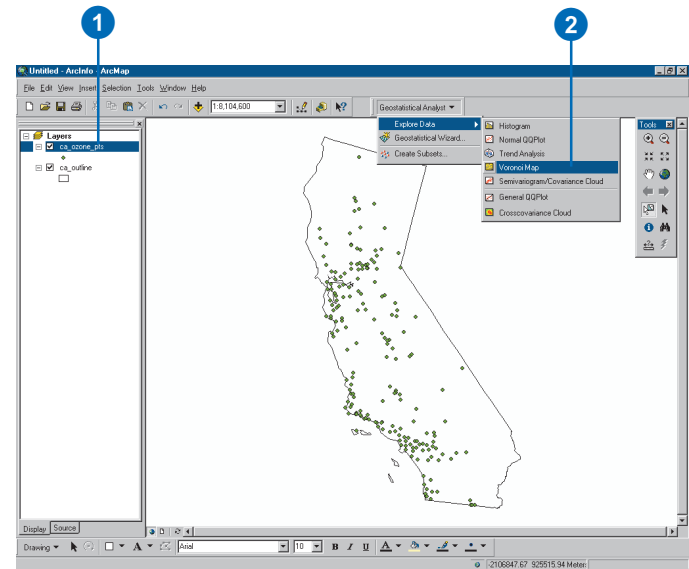 1
2
Untitled - ArcInfo - ArcMap
File Edit View Insert Selection Tools Window Help
1:8,104,600
Geostatistical Analyst
Explore Data
Geostatistical Wizard...
Create Subsets...
Histogram
Normal QQPlot
Trend Analysis
Voronoi Map
Semivariogram/Covariance Cloud
General QQPlot
Crosscovariance Cloud
Tools
Layers
ca_ozone_pts
ca_outline
Display Source
Drawing
A
Arial
10
B I U A
-2106847.67 925515.94 Meters